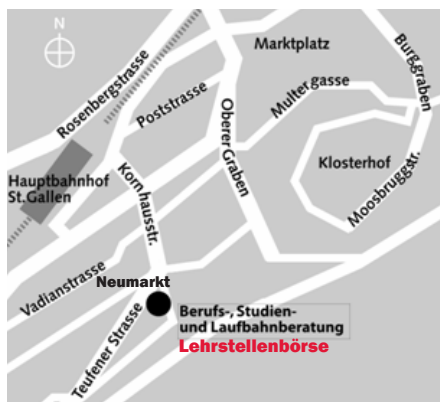 N
Marktplatz
Burggraben
Rosenbergstrasse
Multergasse
Poststrasse
Oberer Graben
Klosterhof
Hauptbahnhof
St.Gallen
Kornhausstr.
Moosbruggstr.
Vadianstrasse
Neumarkt
Teufener Strasse
Berufs-, Studien-
und Laufbahnberatung
Lehrstellenbörse